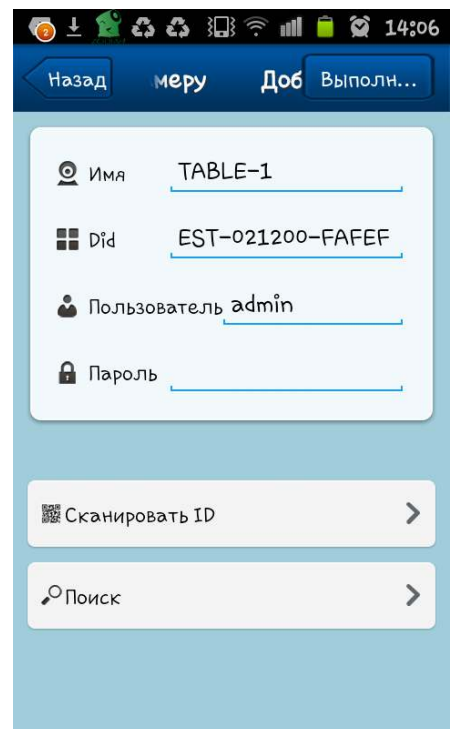 14:06
Назад меру Доб Выполн...
Имя TABLE-1
Did EST-021200-FAFEF
Пользователь admin
Пароль
Сканировать ID
Поиск